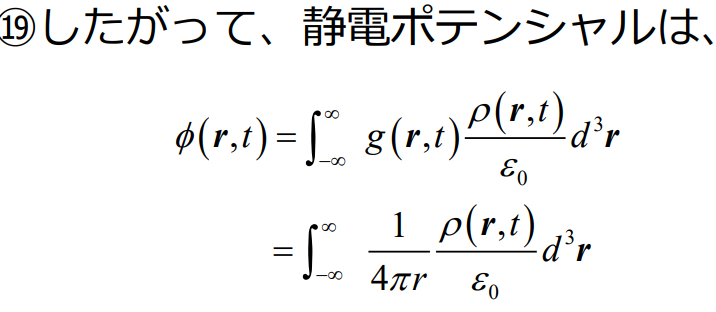 ⑲したがって、静電ポテンシャルは、
ϕ(r,t) = ∫_{-∞}^{∞} g(r,t) ρ(r,t)/ε₀ d³r
= ∫_{-∞}^{∞} 1/(4πr) ρ(r,t)/ε₀ d³r